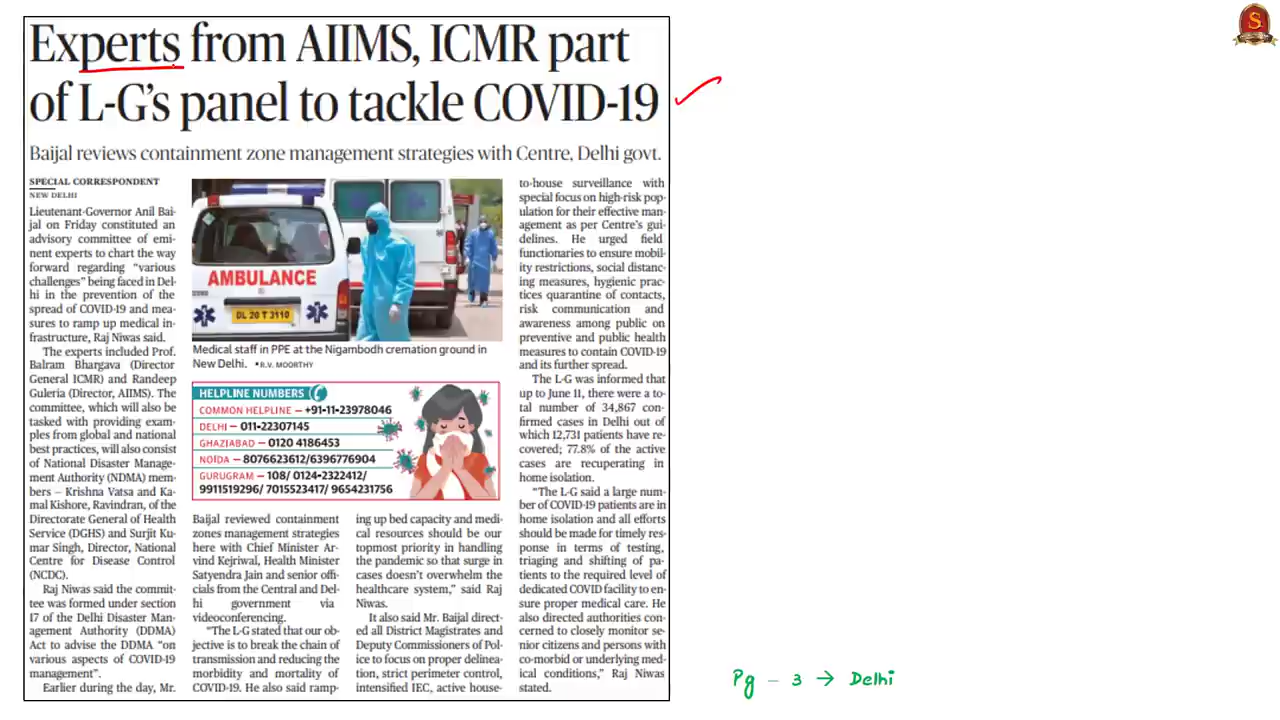 Experts from AIIMS, ICMR part
of L-G's panel to tackle COVID-19
Baijal reviews containment zone management strategies with Centre, Delhi govt.
SPECIAL CORRESPONDENT
NEW DELHI
Lieutenant-Governor Anil Bai-
jal on Friday constituted an
advisory committee of emi-
nent experts to chart the way
forward regarding "various
challenges" being faced in Del-
hi in the prevention of the
spread of COVID-19 and mea-
sures to ramp up medical in-
frastructure, Raj Niwas said.
The experts included Prof.
Balram Bhargava (Director
General ICMR) and Randeep
Guleria (Director, AIIMS). The
committee, which will also be
tasked with providing exam-
ples from global and national
best practices, will also consist
of National Disaster Manage-
ment Authority (NDMA) mem-
bers – Krishna Vatsa and Ka-
mal Kishore, Ravindran, of the
Directorate General of Health
Service (DGHS) and Surjit Ku-
mar Singh, Director, National
Centre for Disease Control
(NCDC).
Raj Niwas said the commit-
tee was formed under section
17 of the Delhi Disaster Man-
agement Authority (DDMA)
Act to advise the DDMA "on
various aspects of COVID-19
management".
Earlier during the day, Mr.
AMBULANCE
DL 20 T 3110
Medical staff in PPE at the Nigambodh cremation ground in
New Delhi. • R.V. MOORTHY
HELPLINE NUMBERS
COMMON HELPLINE – +91-11-23978046
DELHI – 011-22307145
GHAZIABAD – 0120 4186453
NOIDA – 8076623612/6396776904
GURUGRAM – 108/ 0124-2322412/
9911519296/ 7015523417/ 9654231756
Baijal reviewed containment
zones management strategies
here with Chief Minister Ar-
vind Kejriwal, Health Minister
Satyendra Jain and senior offi-
cials from the Central and Del-
hi government via
videoconferencing.
"The L-G stated that our ob-
jective is to break the chain of
transmission and reducing the
morbidity and mortality of
COVID-19. He also said ramp-
ing up bed capacity and medi-
cal resources should be our
topmost priority in handling
the pandemic so that surge in
cases doesn't overwhelm the
healthcare system," said Raj
Niwas.
It also said Mr. Baijal direct-
ed all District Magistrates and
Deputy Commissioners of Pol-
ice to focus on proper delinea-
tion, strict perimeter control,
intensified IEC, active house-
to-house surveillance with
special focus on high-risk pop-
ulation for their effective man-
agement as per Centre's gui-
delines. He urged field
functionaries to ensure mobil-
ity restrictions, social distanc-
ing measures, hygienic prac-
tices quarantine of contacts,
risk communication and
awareness among public on
preventive and public health
measures to contain COVID-19
and its further spread.
The L-G was informed that
up to June 11, there were a to-
tal number of 34,867 con-
firmed cases in Delhi out of
which 12,731 patients have re-
covered; 77.8% of the active
cases are recuperating in
home isolation.
"The L-G said a large num-
ber of COVID-19 patients are in
home isolation and all efforts
should be made for timely res-
ponse in terms of testing,
triaging and shifting of pa-
tients to the required level of
dedicated COVID facility to en-
sure proper medical care. He
also directed authorities con-
cerned to closely monitor se-
nior citizens and persons with
co-morbid or underlying med-
ical conditions," Raj Niwas
stated.
Pg - 3 → Delhi
S